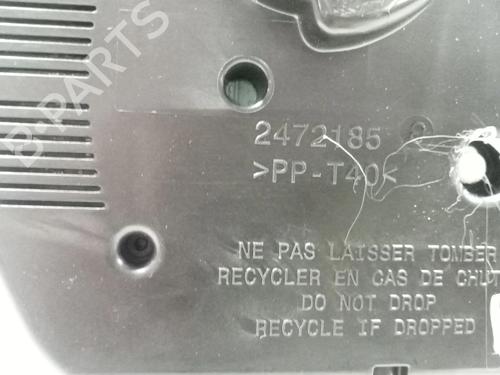 B-PARTS
2472185
>PP-T40<
NE PAS LAISSER TOMBER
RECYCLER EN CAS DE CHUT
DO NOT DROP
RECYCLE IF DROPPED